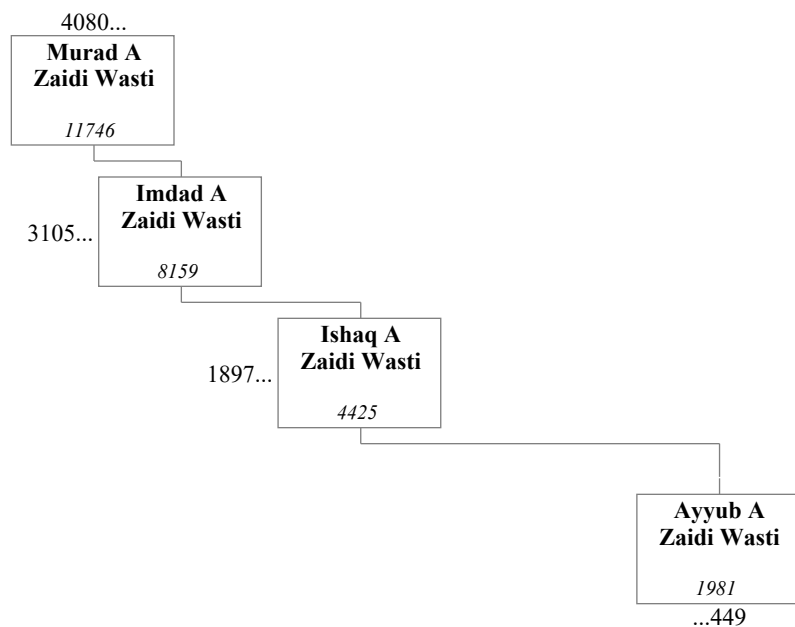 4080...
Murad A
Zaidi Wasti
11746
Imdad A
Zaidi Wasti
3105...
8159
Ishaq A
Zaidi Wasti
1897...
4425
Ayyub A
Zaidi Wasti
1981
...449